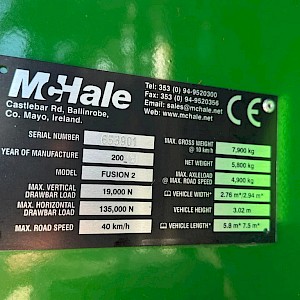 McHale
Castlebar Rd, Ballinrobe,
Co. Mayo, Ireland.
Tel: 353 (0) 94-9520300
Fax: 353 (0) 94-9520356
Email: sales@mchale.net
Web: www.mchale.net
CE
SERIAL NUMBER
YEAR OF MANUFACTURE 200
MODEL FUSION 2
MAX. VERTICAL DRAWBAR LOAD 19,000 N
MAX. HORIZONTAL DRAWBAR LOAD 135,000 N
MAX. ROAD SPEED 40 km/h
MAX. GROSS WEIGHT @ 10 km/h 7,900 kg
NET WEIGHT 5,800 kg
MAX. AXLELOAD @ MAX. ROAD SPEED 4,900 kg
VEHICLE WIDTH* 2.76 m*/2.94 m*
VEHICLE HEIGHT 3.02 m
VEHICLE LENGTH* 5.8 m* 7.5 m*